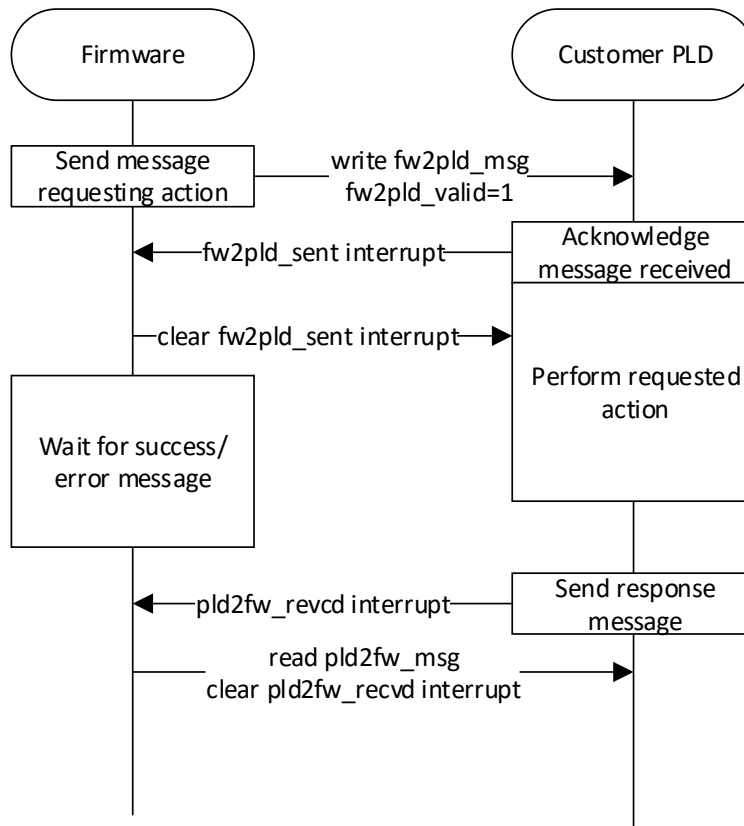 Firmware
Customer PLD
Send message
requesting action
write fw2pld_msg
fw2pld_valid=1
Acknowledge
message received
fw2pld_sent interrupt
clear fw2pld_sent interrupt
Perform requested
action
Wait for success/
error message
Send response
message
pld2fw_revcd interrupt
read pld2fw_msg
clear pld2fw_recvd interrupt